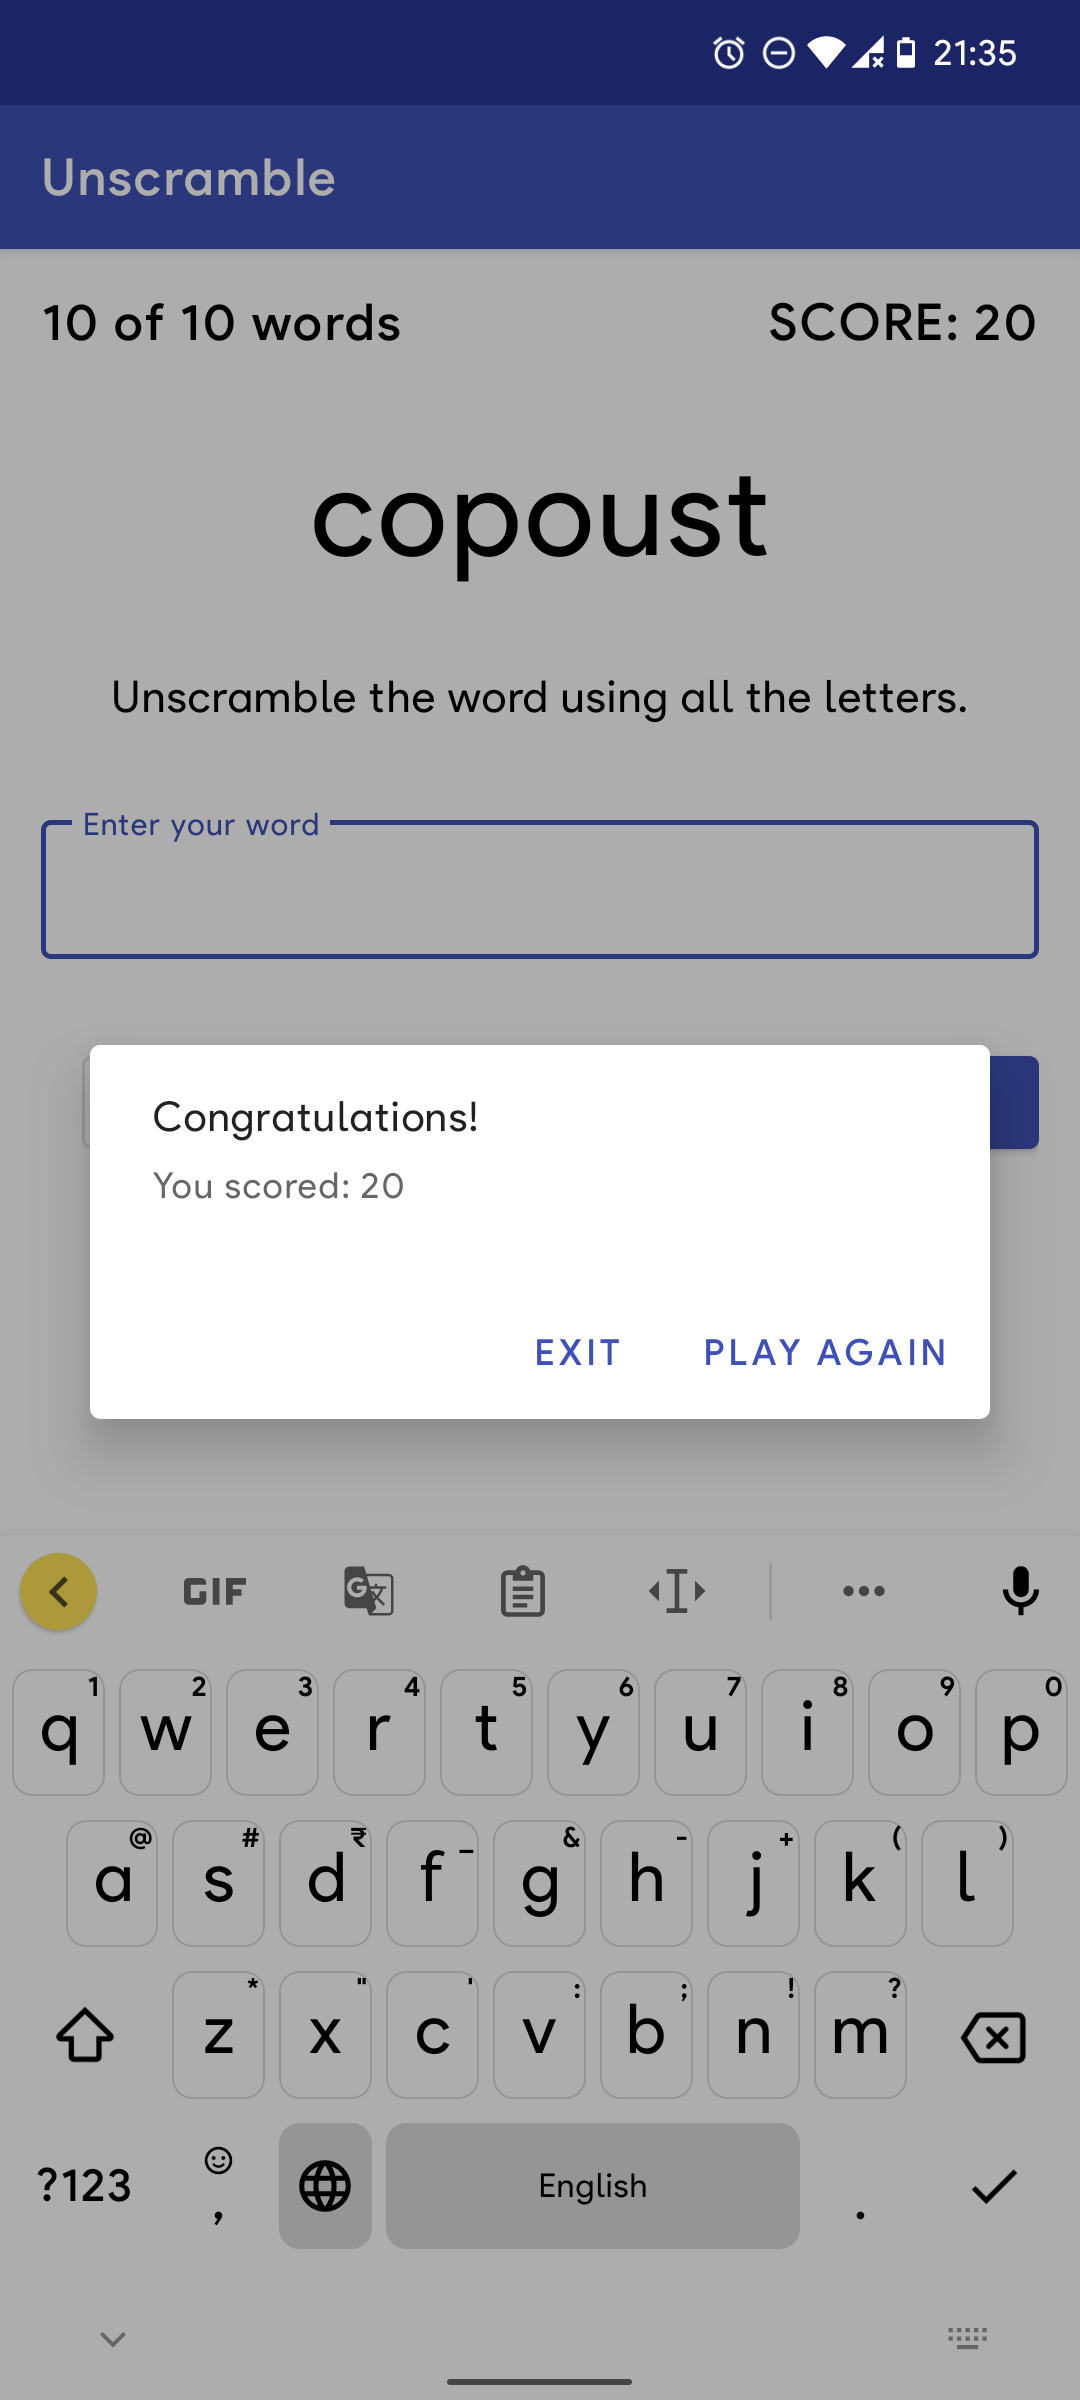 21:35
Unscramble
10 of 10 words SCORE: 20
copoust
Unscramble the word using all the letters.
Enter your word
Congratulations!
You scored: 20
EXIT PLAY AGAIN
GIF G 文
1 2 3 4 5 6 7 8 9 0
q w e r t y u i o p
@ # ₹ _ & - + ( )
a s d f g h j k l
* " ' : ; ! ?
z x c v b n m
?123 , English .